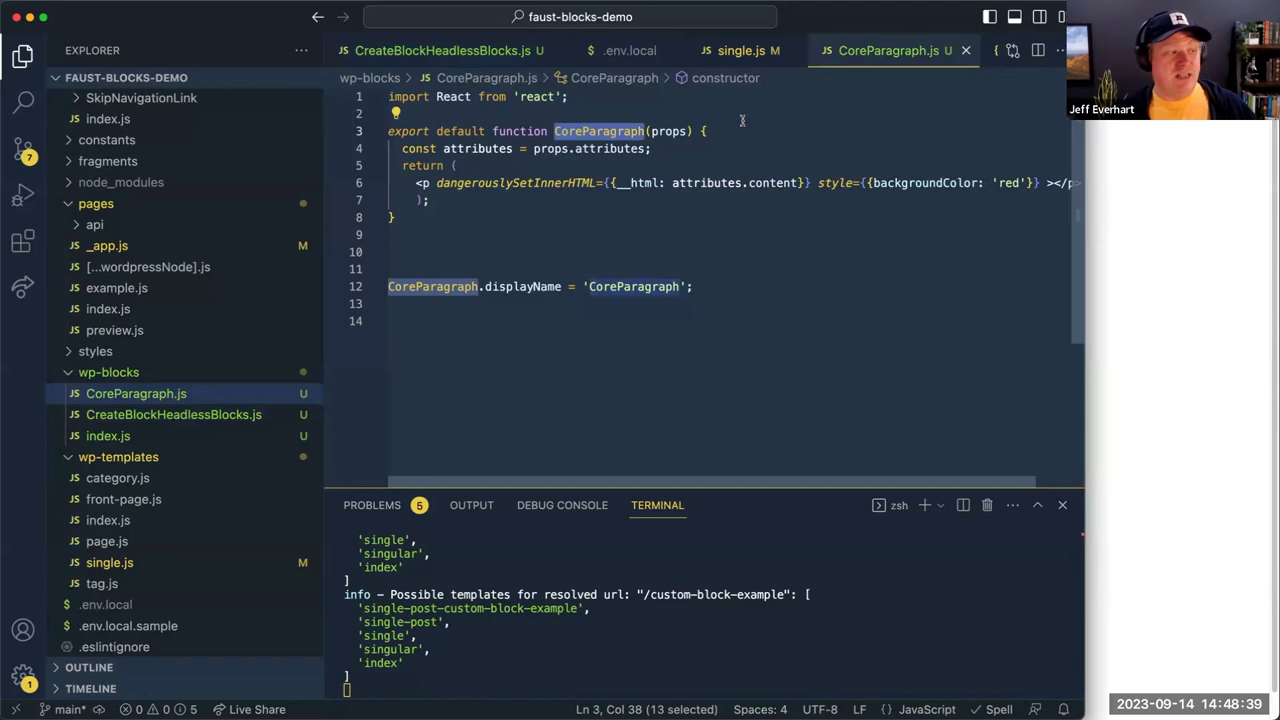 faust-blocks-demo
EXPLORER
FAUST-BLOCKS-DEMO
SkipNavigationLink
index.js
constants
fragments
node_modules
pages
api
_app.js M
[...wordpressNode].js
example.js
index.js
preview.js
styles
wp-blocks
CoreParagraph.js U
CreateBlockHeadlessBlocks.js U
index.js U
wp-templates
category.js
front-page.js
index.js
page.js
single.js M
tag.js
.env.local
.env.local.sample
.eslintignore
OUTLINE
TIMELINE
7
1
CreateBlockHeadlessBlocks.js U
.env.local
single.js M
CoreParagraph.js U
wp-blocks > CoreParagraph.js > CoreParagraph > constructor
1 import React from 'react';
2
3 export default function CoreParagraph(props) {
4 const attributes = props.attributes;
5 return (
6 <p dangerouslySetInnerHTML={{__html: attributes.content}} style={{backgroundColor: 'red'}} ></p>
7 );
8 }
9
10
11
12 CoreParagraph.displayName = 'CoreParagraph';
13
14
PROBLEMS 5 OUTPUT DEBUG CONSOLE TERMINAL zsh
'single',
'singular',
'index'
]
info - Possible templates for resolved url: "/custom-block-example": [
'single-post-custom-block-example',
'single-post',
'single',
'singular',
'index'
]
main* 0 0 5 Live Share Ln 3, Col 38 (13 selected) Spaces: 4 UTF-8 LF JavaScript Spell
Jeff Everhart
2023-09-14 14:48:39